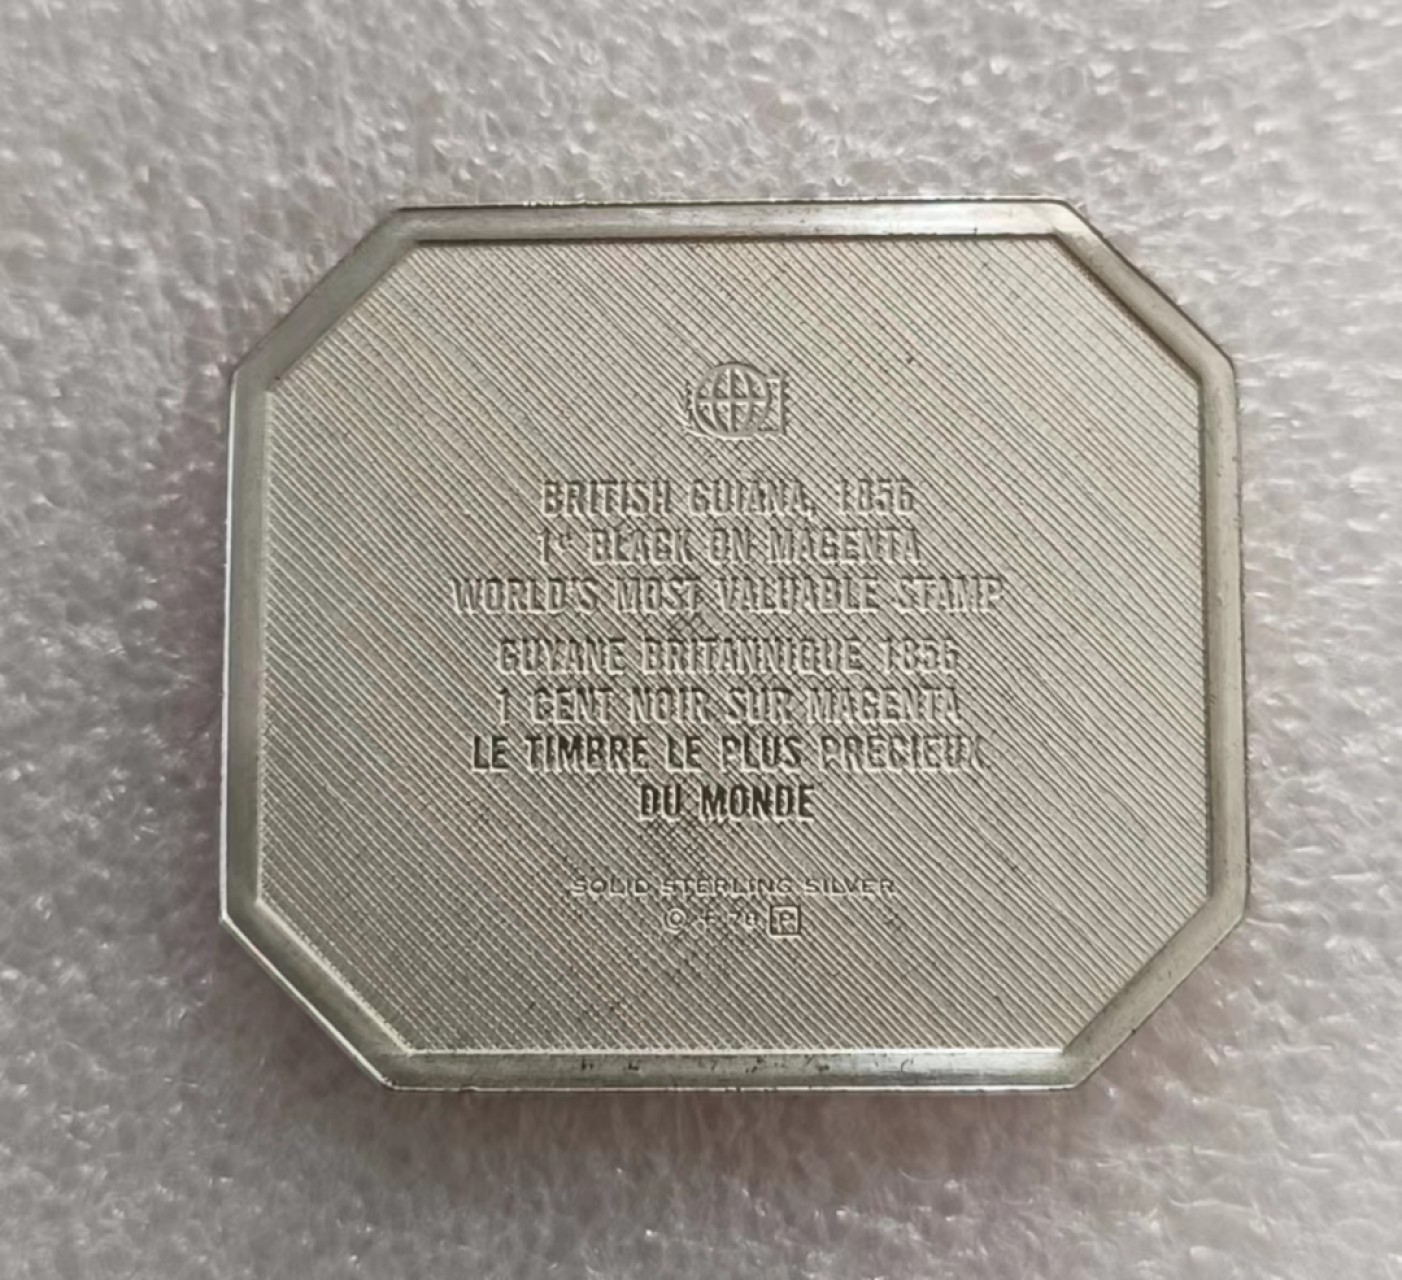 BRITISH GUIANA, 1856
1¢ BLACK ON MAGENTA
WORLD'S MOST VALUABLE STAMP
GUYANE BRITANNIQUE 1856
1 CENT NOIR SUR MAGENTA
LE TIMBRE LE PLUS PRECIEUX
DU MONDE
SOLID STERLING SILVER
© 78 P